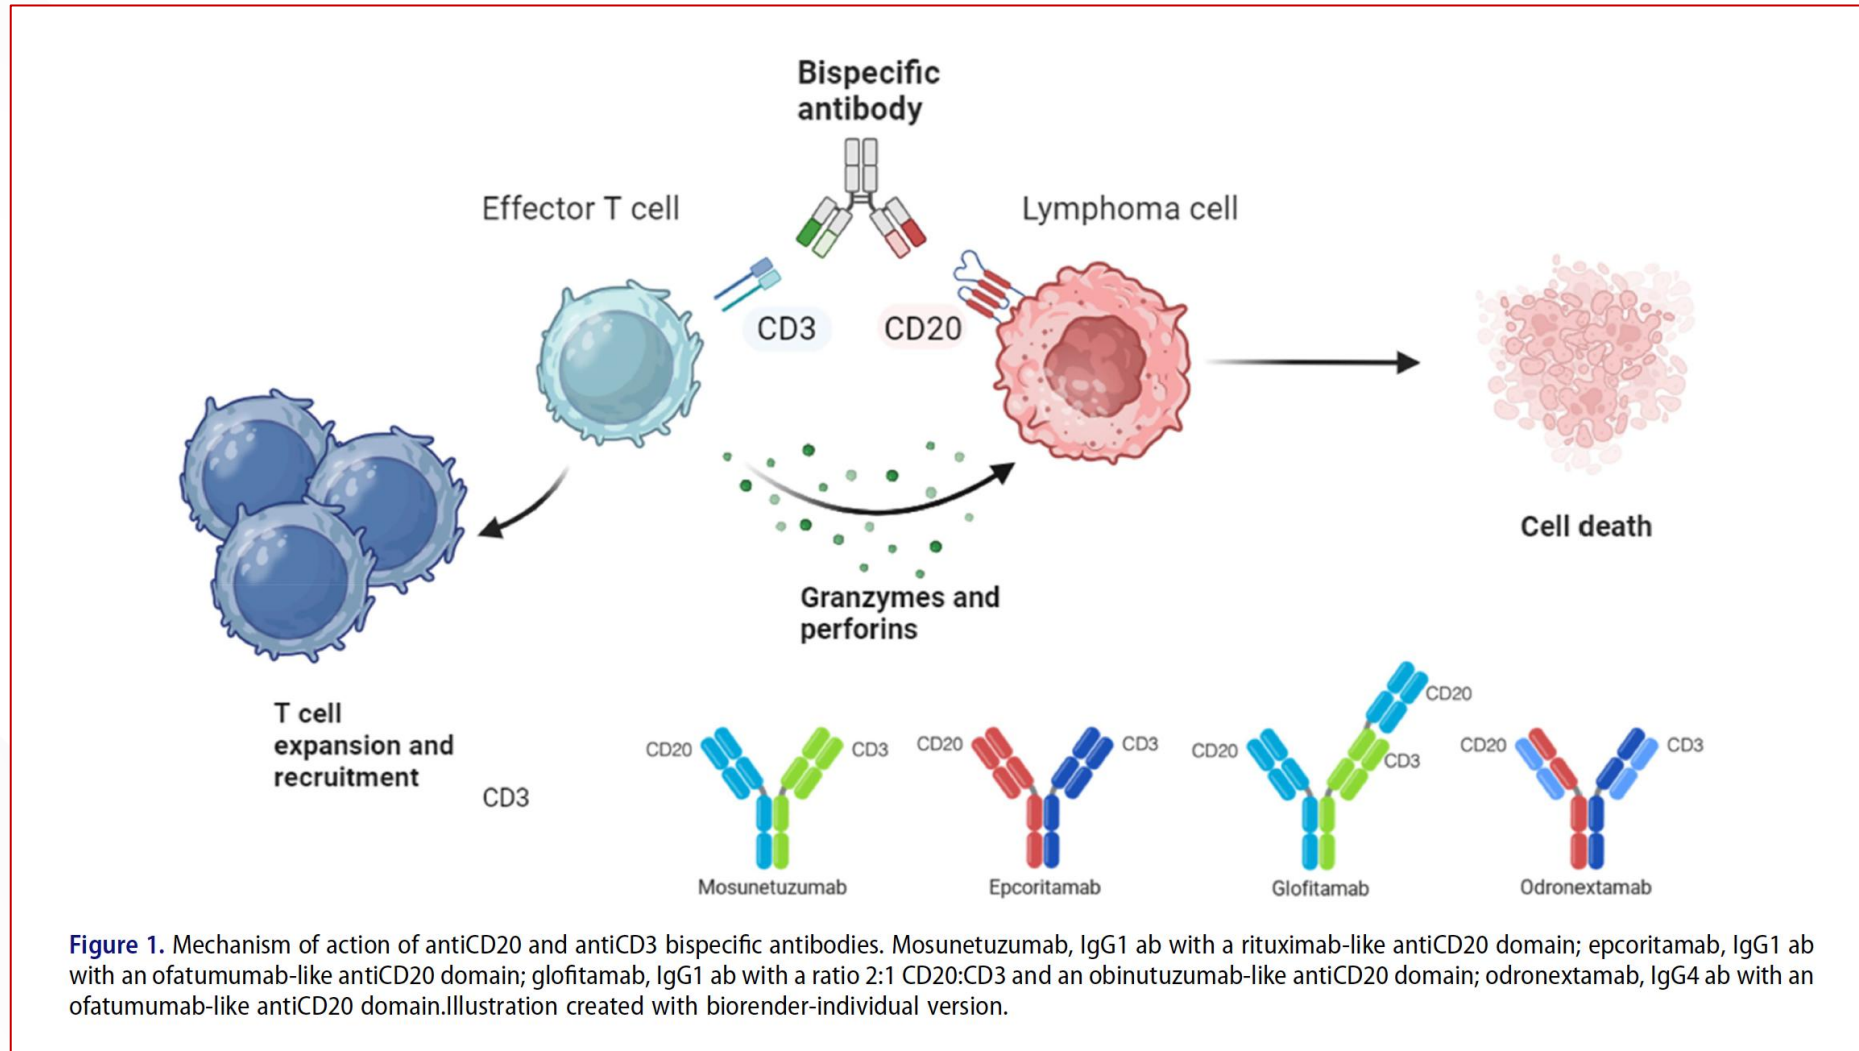 Bispecific
antibody
Effector T cell
Lymphoma cell
CD3
CD20
Granzymes and
perforins
Cell death
T cell
expansion and
recruitment
CD3
CD20
CD3
Mosunetuzumab
CD20
CD3
Epcoritamab
CD20
CD20
CD3
Glofitamab
CD20
CD3
Odronextamab
Figure 1. Mechanism of action of antiCD20 and antiCD3 bispecific antibodies. Mosunetuzumab, IgG1 ab with a rituximab-like antiCD20 domain; epcoritamab, IgG1 ab
with an ofatumumab-like antiCD20 domain; glofitamab, IgG1 ab with a ratio 2:1 CD20:CD3 and an obinutuzumab-like antiCD20 domain; odronextamab, IgG4 ab with an
ofatumumab-like antiCD20 domain.Illustration created with biorender-individual version.